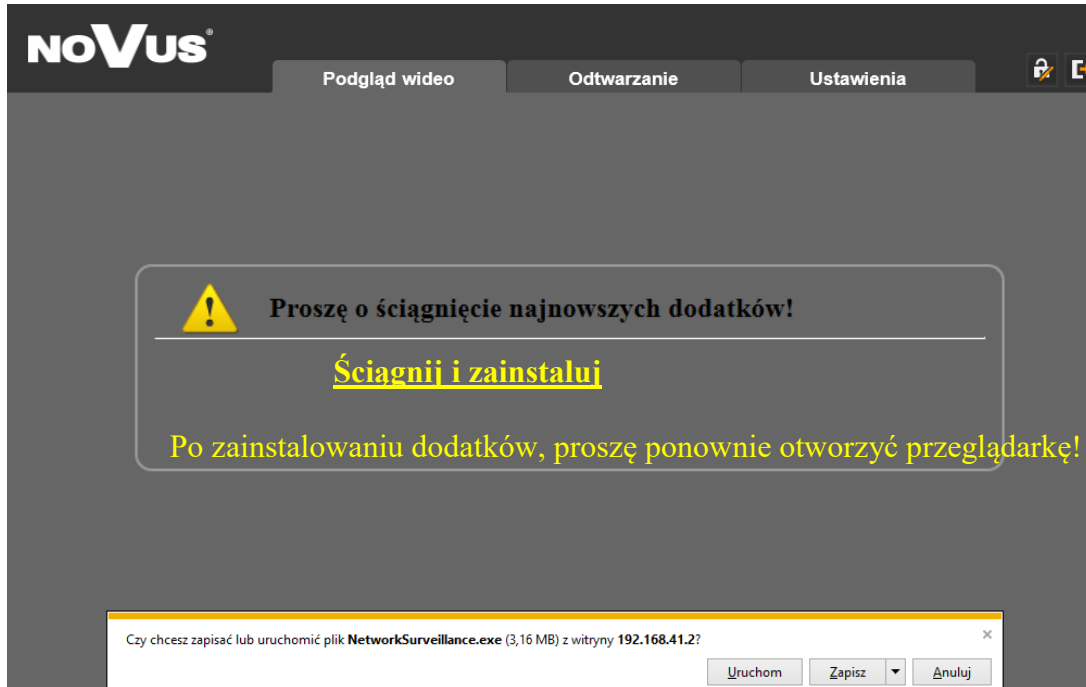 NOVUS®
Podgląd wideo Odtwarzanie Ustawienia
Proszę o ściągnięcie najnowszych dodatków!
Ściągnij i zainstaluj
Po zainstalowaniu dodatków, proszę ponownie otworzyć przeglądarkę!
Czy chcesz zapisać lub uruchomić plik NetworkSurveillance.exe (3,16 MB) z witryny 192.168.41.2?
Uruchom Zapisz Anuluj